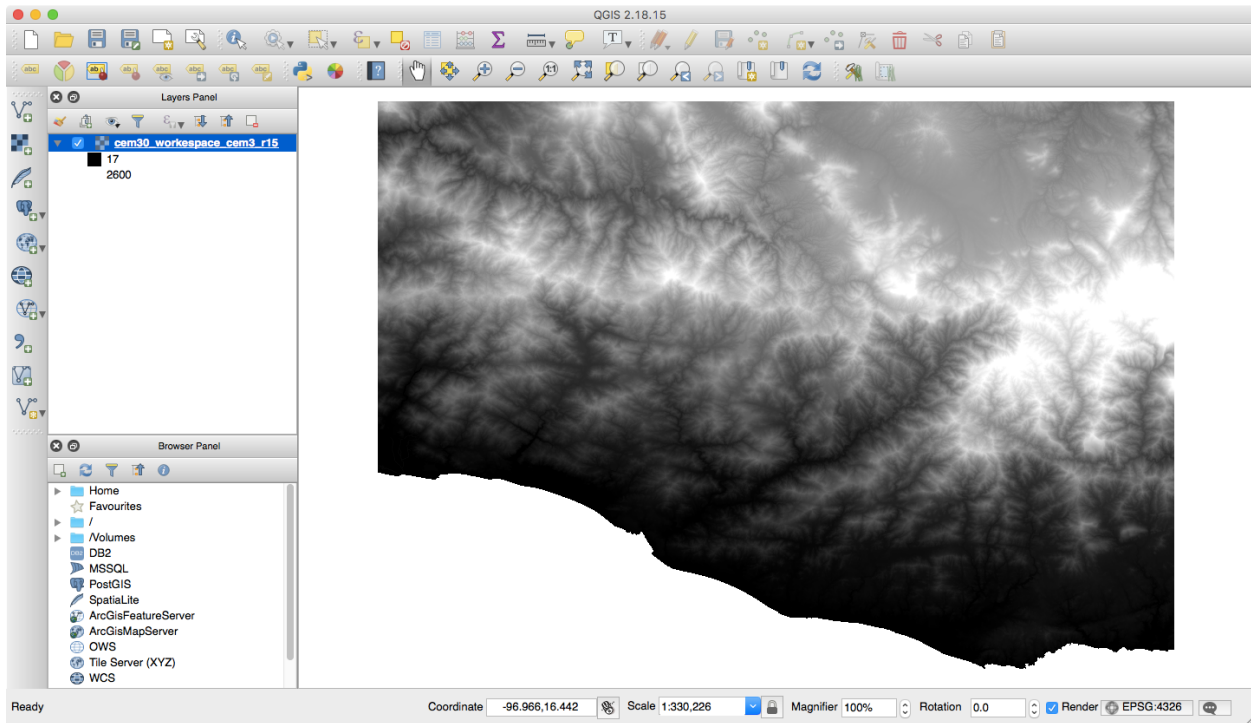 QGIS 2.18.15
Layers Panel
cem30_workespace_cem3_r15
17
2600
Browser Panel
Home
Favourites
/
/Volumes
DB2
MSSQL
PostGIS
SpatiaLite
ArcGisFeatureServer
ArcGisMapServer
OWS
Tile Server (XYZ)
WCS
Ready Coordinate -96.966,16.442 Scale 1:330,226 Magnifier 100% Rotation 0.0 Render EPSG:4326